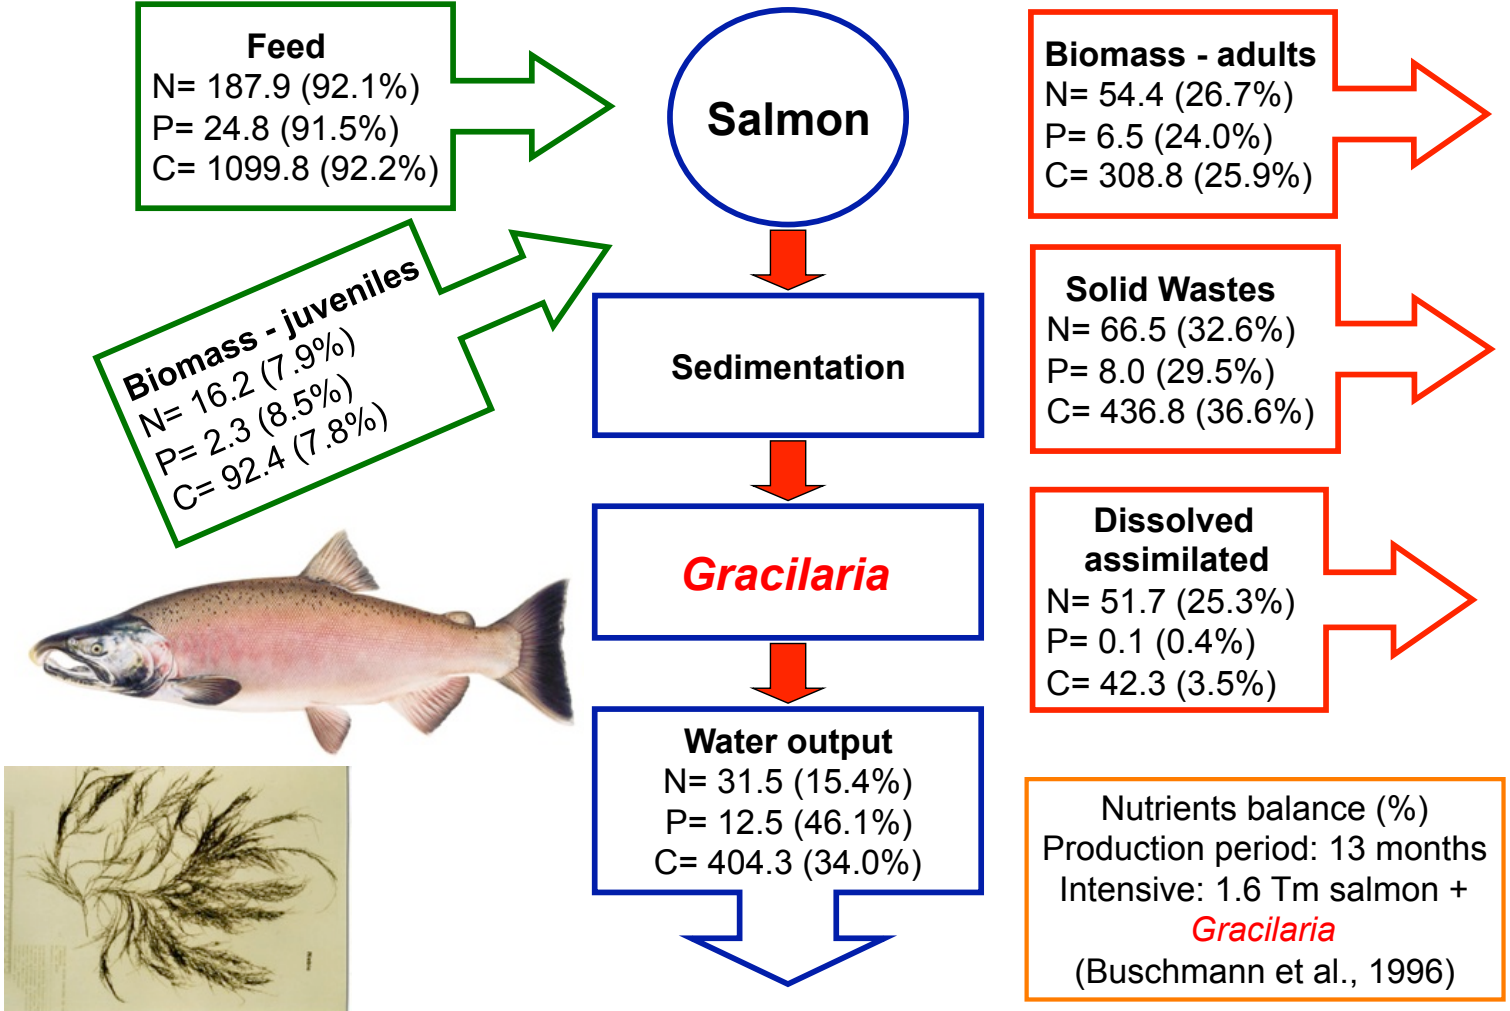 Feed
N= 187.9 (92.1%)
P= 24.8 (91.5%)
C= 1099.8 (92.2%)
Biomass - juveniles
N= 16.2 (7.9%)
P= 2.3 (8.5%)
C= 92.4 (7.8%)
Salmon
Sedimentation
Gracilaria
Water output
N= 31.5 (15.4%)
P= 12.5 (46.1%)
C= 404.3 (34.0%)
Biomass - adults
N= 54.4 (26.7%)
P= 6.5 (24.0%)
C= 308.8 (25.9%)
Solid Wastes
N= 66.5 (32.6%)
P= 8.0 (29.5%)
C= 436.8 (36.6%)
Dissolved
assimilated
N= 51.7 (25.3%)
P= 0.1 (0.4%)
C= 42.3 (3.5%)
Nutrients balance (%)
Production period: 13 months
Intensive: 1.6 Tm salmon +
Gracilaria
(Buschmann et al., 1996)